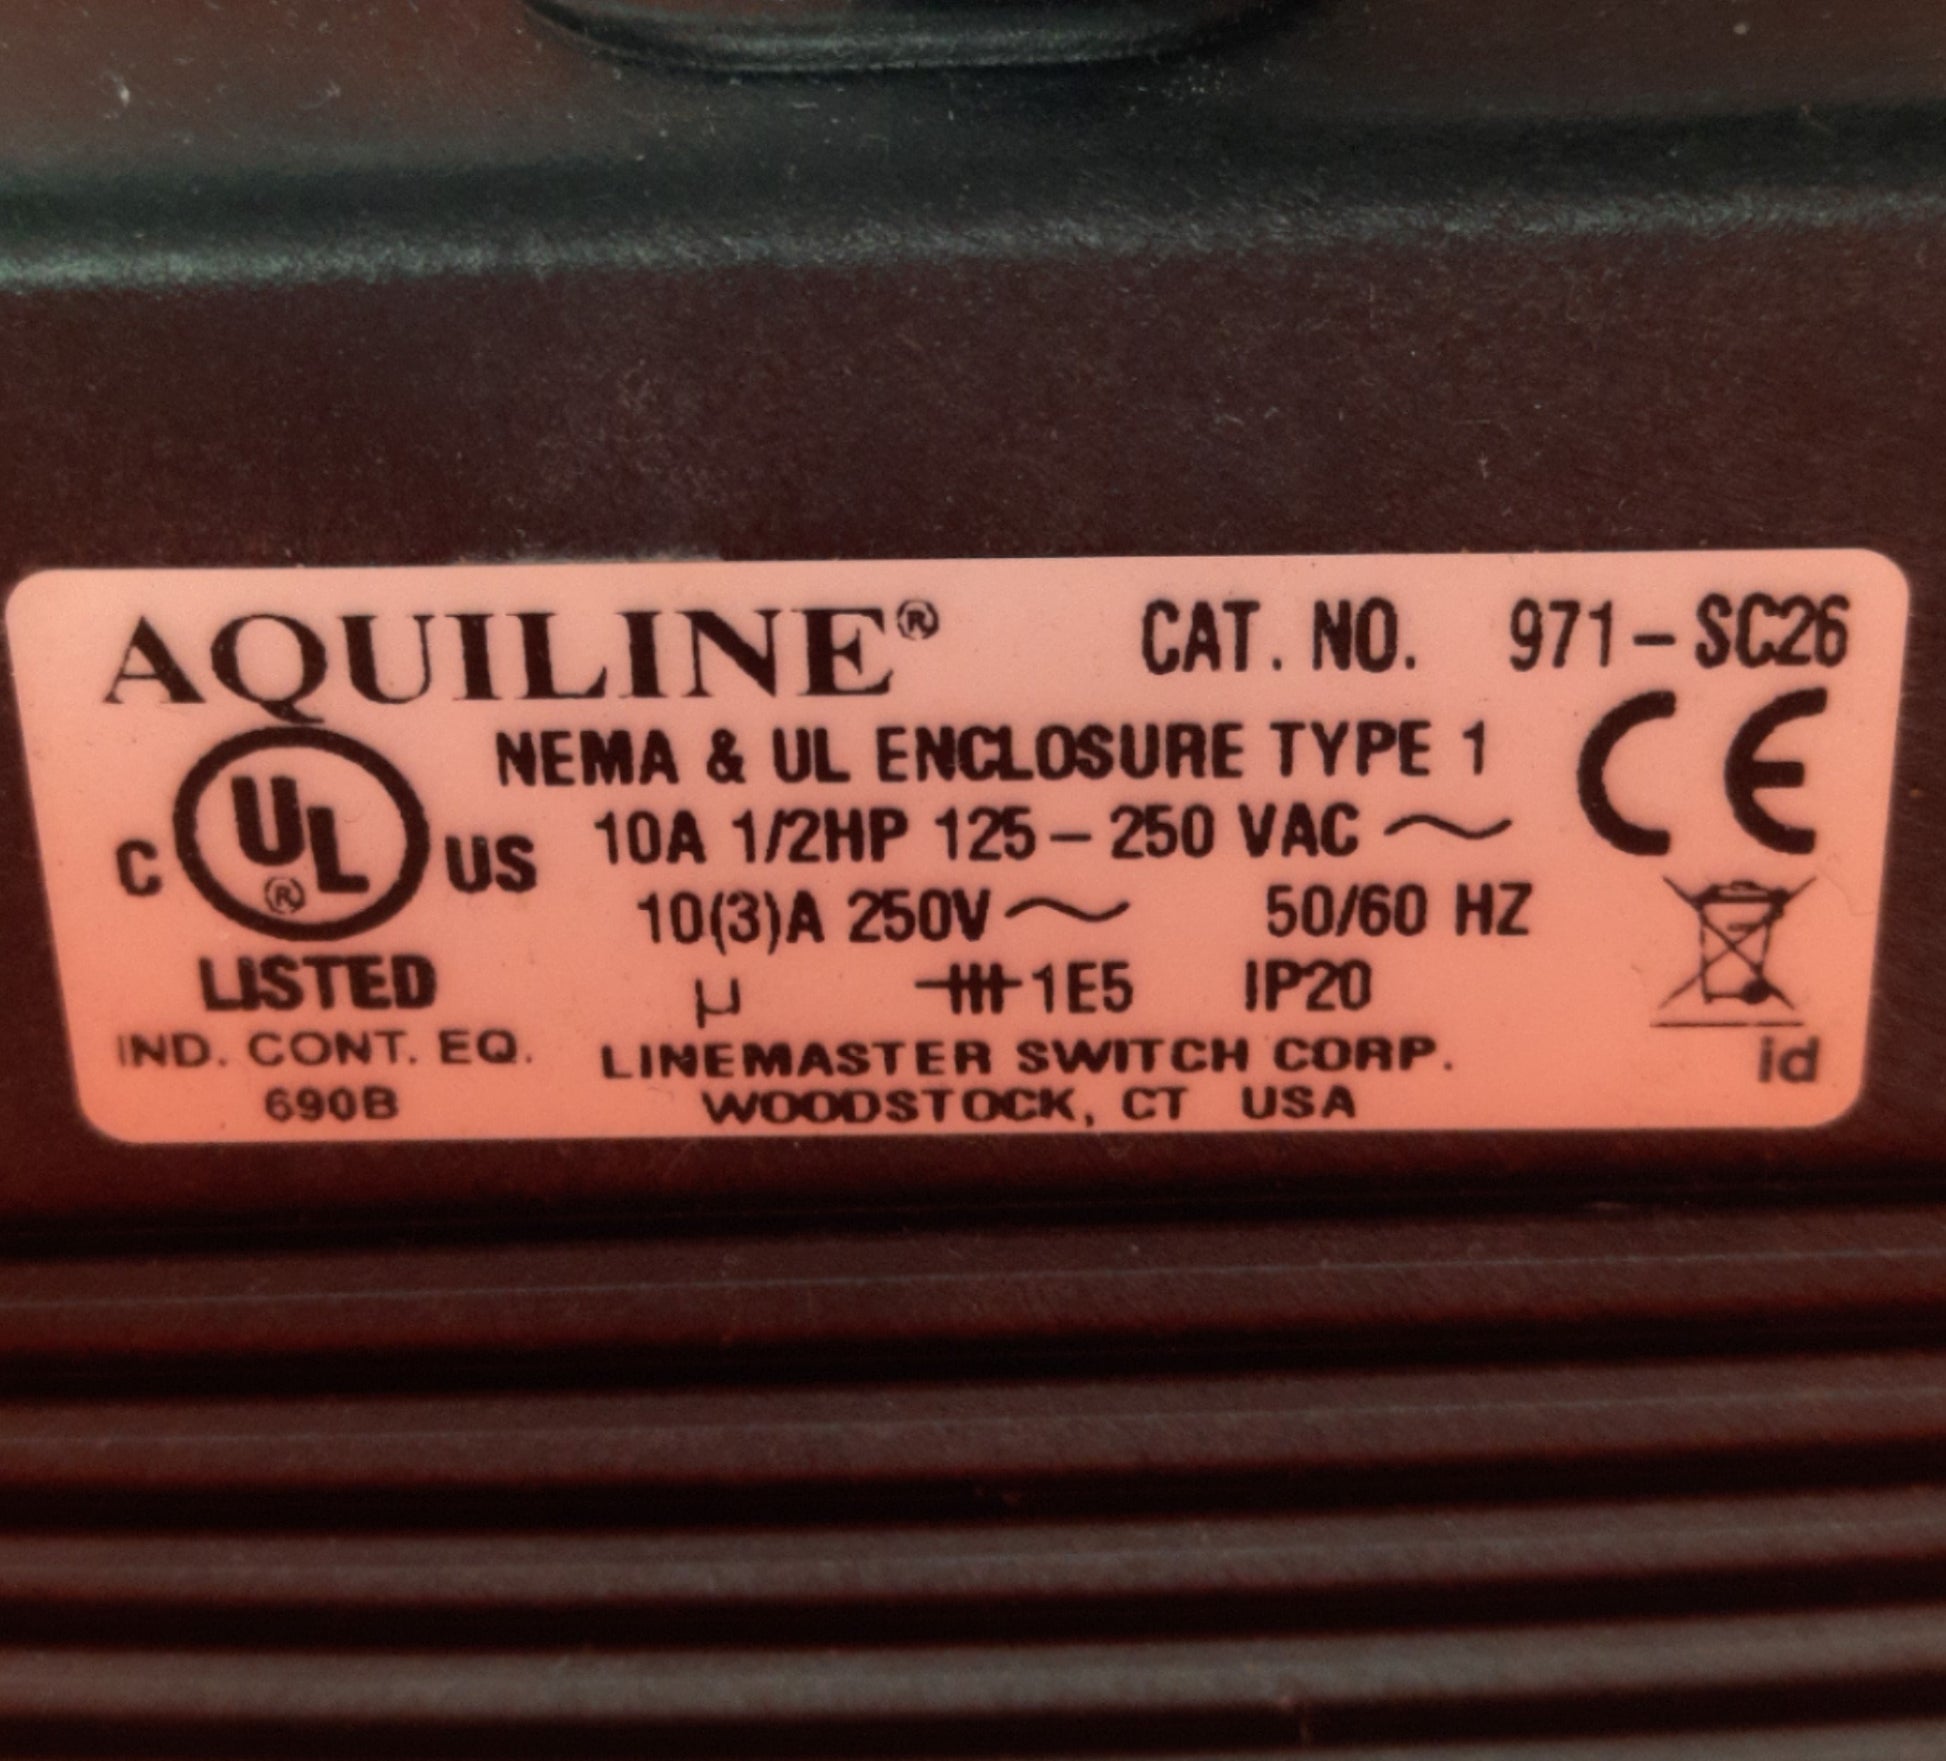 AQUILINE® CAT. NO. 971-SC26
NEMA & UL ENCLOSURE TYPE 1 CE
C UL® US 10A 1/2HP 125-250 VAC ~
10(3)A 250V ~ 50/60 HZ
LISTED µ 1E5 IP20
IND. CONT. EQ. LINEMASTER SWITCH CORP. id
690B WOODSTOCK, CT USA